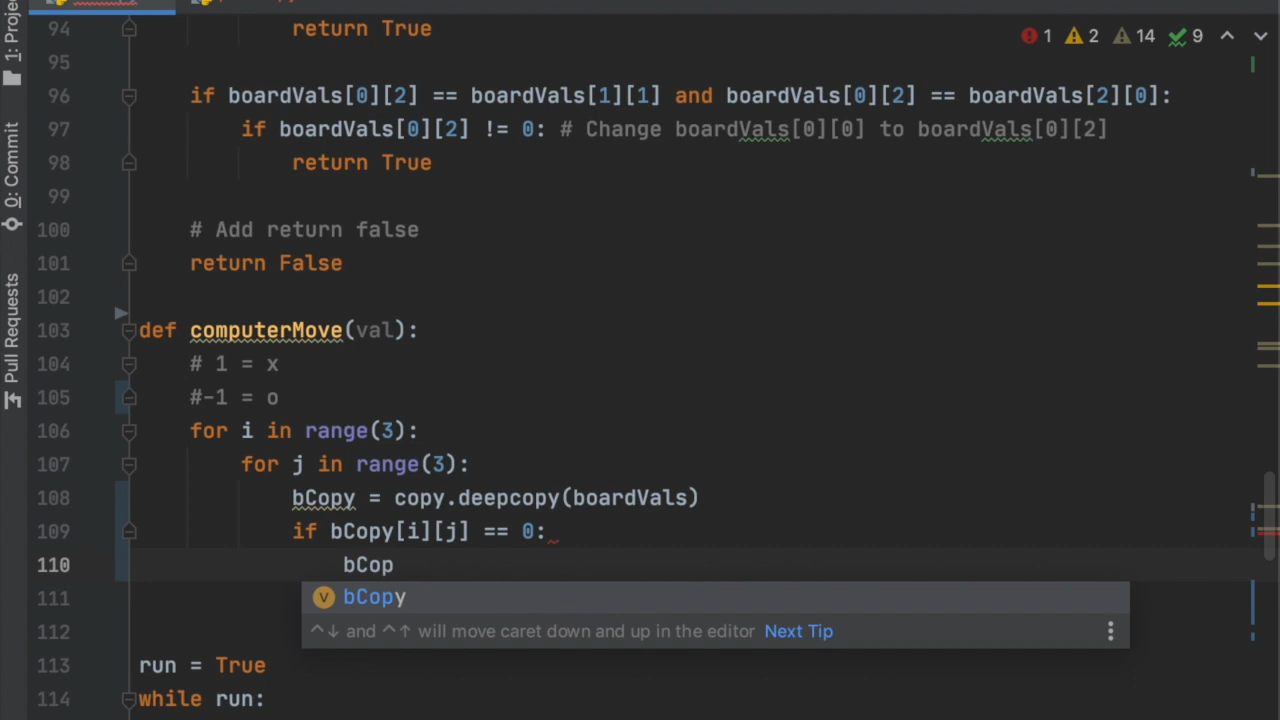 94 return True
1 2 14 9
95
96 if boardVals[0][2] == boardVals[1][1] and boardVals[0][2] == boardVals[2][0]:
97 if boardVals[0][2] != 0: # Change boardVals[0][0] to boardVals[0][2]
98 return True
99
100 # Add return false
101 return False
102
103 def computerMove(val):
104 # 1 = x
105 #-1 = o
106 for i in range(3):
107 for j in range(3):
108 bCopy = copy.deepcopy(boardVals)
109 if bCopy[i][j] == 0:
110 bCop
111 bCopy
112 ^↓ and ^↑ will move caret down and up in the editor Next Tip
113 run = True
114 while run:
0: Commit
Pull Requests